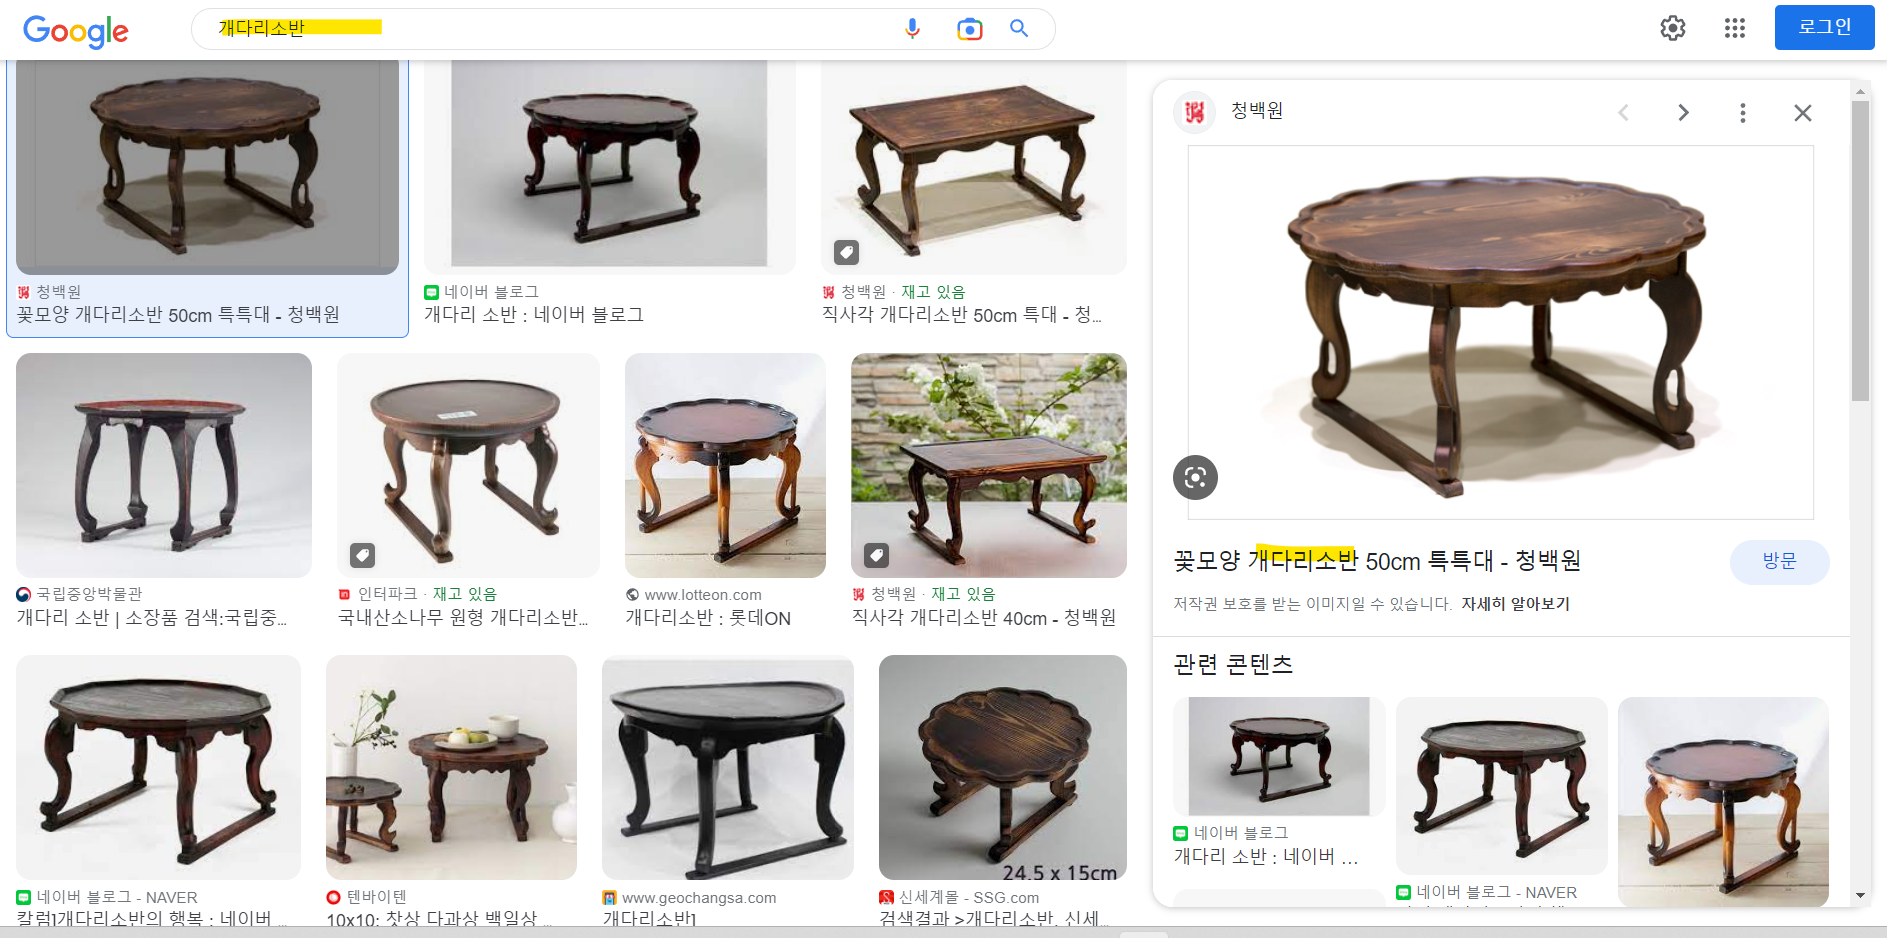 Google
개다리소반
로그인
청백원
꽃모양 개다리소반 50cm 특특대 - 청백원
네이버 블로그
개다리 소반 : 네이버 블로그
청백원 · 재고 있음
직사각 개다리소반 50cm 특대 - 청...
국립중앙박물관
개다리 소반 | 소장품 검색:국립중...
인터파크 · 재고 있음
국내산소나무 원형 개다리소반...
www.lotteon.com
개다리소반 : 롯데ON
청백원 · 재고 있음
직사각 개다리소반 40cm - 청백원
24.5 x 15cm
네이버 블로그 - NAVER
칼럼]개다리소반의 행복 : 네이버 ...
텐바이텐
10x10: 찻상 다과상 백일상 ...
www.geochangsa.com
개다리소반]
신세계몰 - SSG.com
검색결과 >개다리소반, 신세...
청백원
꽃모양 개다리소반 50cm 특특대 - 청백원
방문
저작권 보호를 받는 이미지일 수 있습니다. 자세히 알아보기
관련 콘텐츠
네이버 블로그
개다리 소반 : 네이버 ...
네이버 블로그 - NAVER